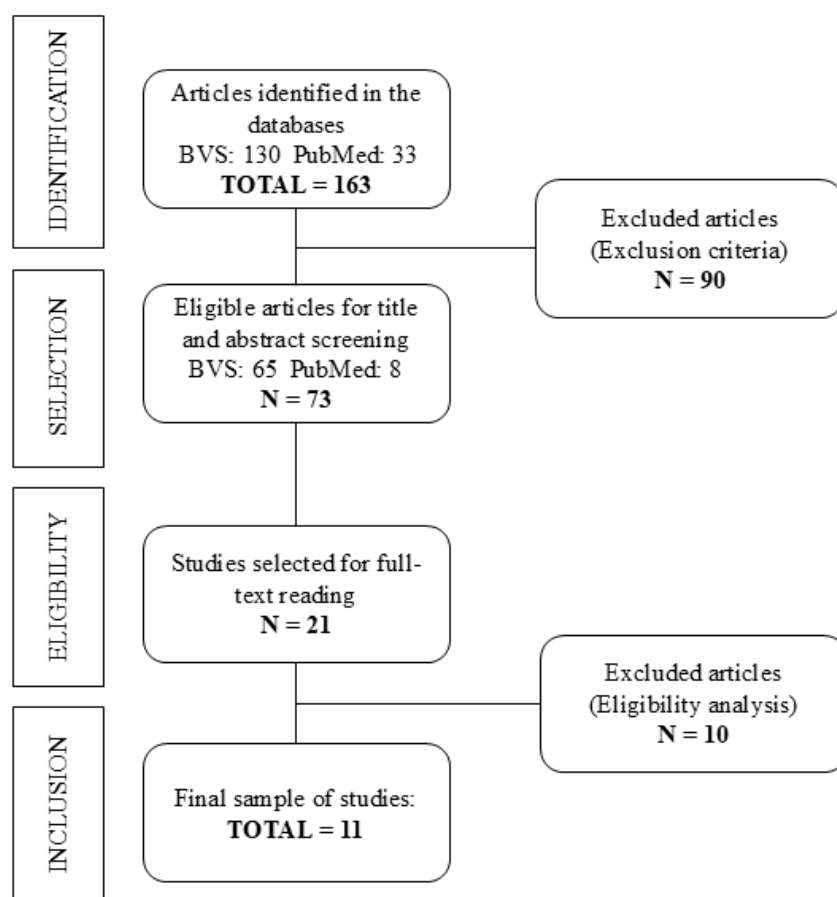 IDENTIFICATION
Articles identified in the
databases
BVS: 130 PubMed: 33
TOTAL = 163
Excluded articles
(Exclusion criteria)
N = 90
SELECTION
Eligible articles for title
and abstract screening
BVS: 65 PubMed: 8
N = 73
ELIGIBILITY
Studies selected for full-
text reading
N = 21
Excluded articles
(Eligibility analysis)
N = 10
INCLUSION
Final sample of studies:
TOTAL = 11